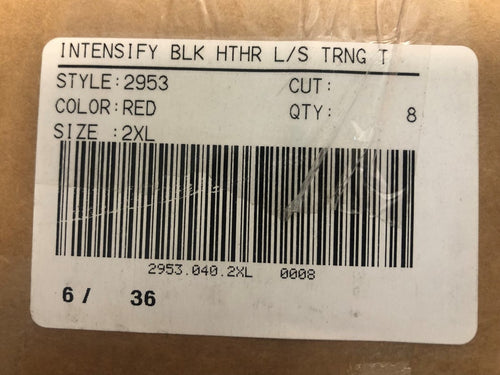 INTENSIFY BLK HTHR L/S TRNG T
STYLE:2953 CUT:
COLOR:RED QTY: 8
SIZE :2XL
2953.040.2XL 0008
6 / 36